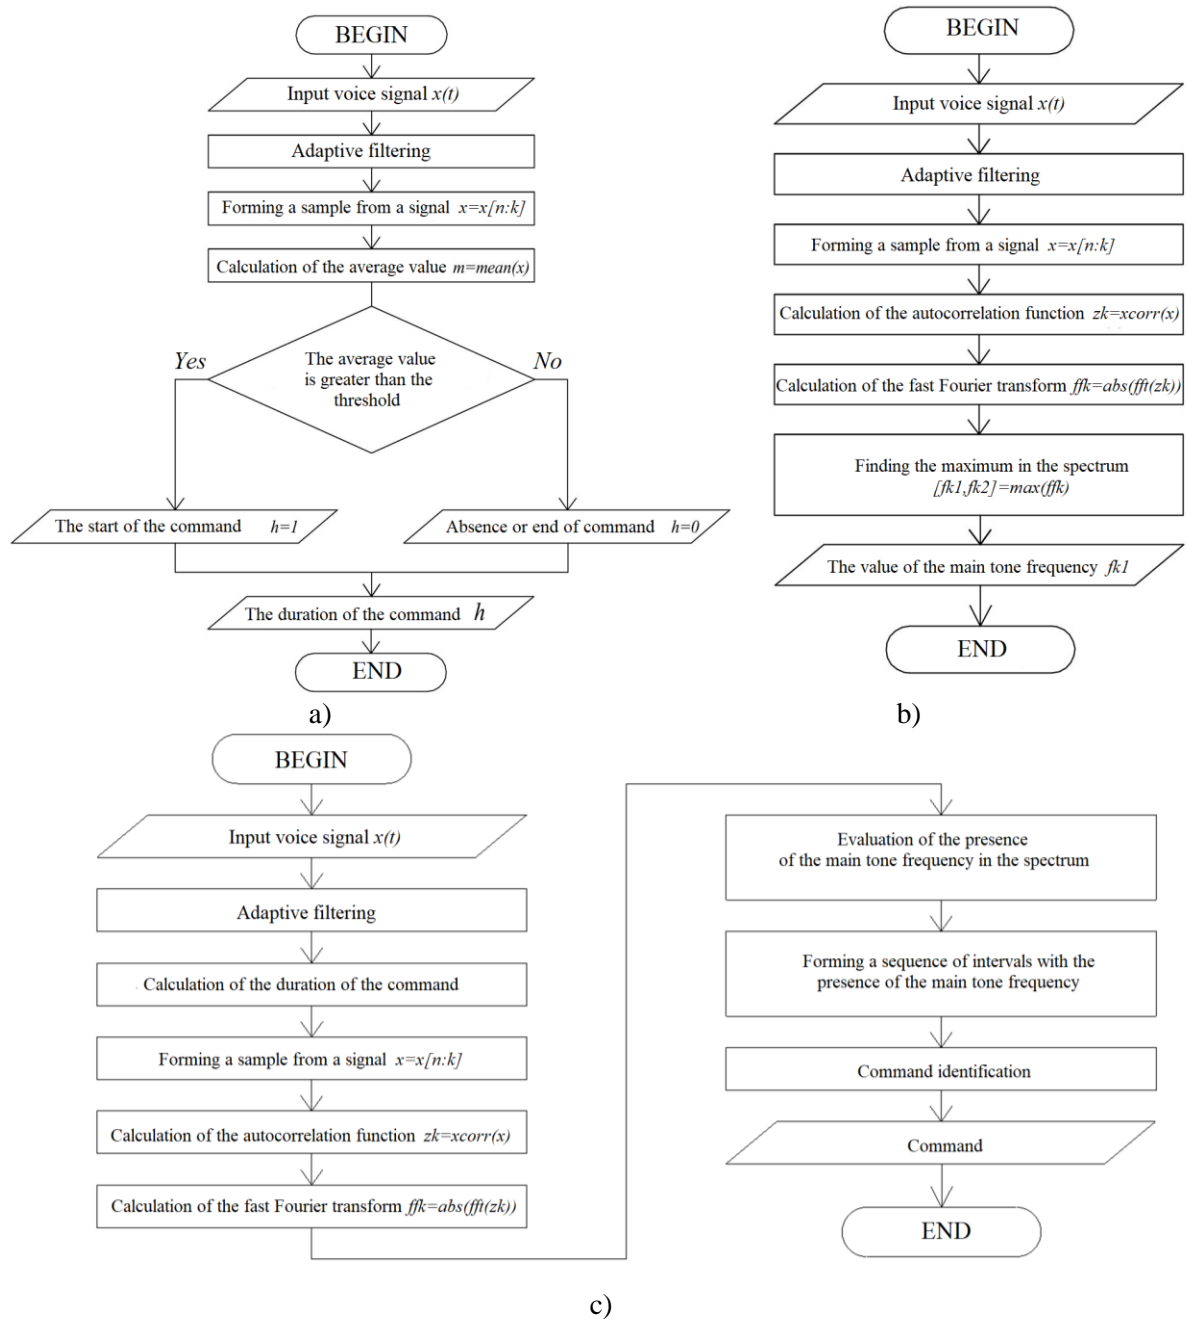 BEGIN
Input voice signal x(t)
Adaptive filtering
Forming a sample from a signal x=x[n:k]
Calculation of the average value m=mean(x)
Yes
The average value
is greater than the
threshold
No
The start of the command h=1
Absence or end of command h=0
The duration of the command h
END
a)
BEGIN
Input voice signal x(t)
Adaptive filtering
Forming a sample from a signal x=x[n:k]
Calculation of the autocorrelation function zk=xcorr(x)
Calculation of the fast Fourier transform ffk=abs(fft(zk))
Finding the maximum in the spectrum
[fk1,fk2]=max(ffk)
The value of the main tone frequency fk1
END
b)
BEGIN
Input voice signal x(t)
Adaptive filtering
Calculation of the duration of the command
Forming a sample from a signal x=x[n:k]
Calculation of the autocorrelation function zk=xcorr(x)
Calculation of the fast Fourier transform ffk=abs(fft(zk))
Evaluation of the presence
of the main tone frequency in the spectrum
Forming a sequence of intervals with the
presence of the main tone frequency
Command identification
Command
END
c)